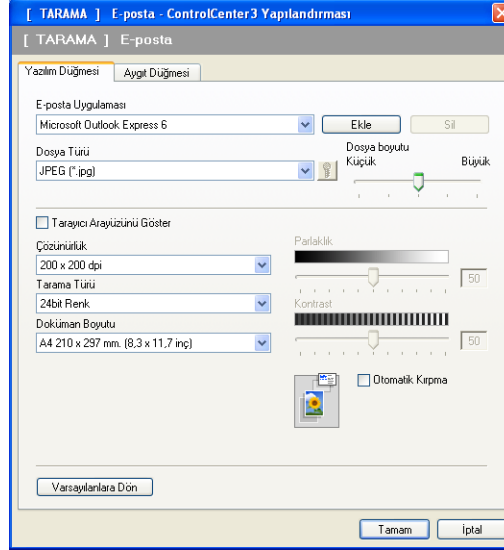 [ TARAMA ] E-posta - ControlCenter3 Yapılandırması
[ TARAMA ] E-posta
Yazılım Düğmesi Aygıt Düğmesi
E-posta Uygulaması
Microsoft Outlook Express 6 Ekle Sil
Dosya Türü Dosya boyutu
JPEG (*.jpg) Küçük Büyük
Tarayıcı Arayüzünü Göster
Çözünürlük Parlaklık
200 x 200 dpi 50
Tarama Türü
24bit Renk Kontrast
Doküman Boyutu
A4 210 x 297 mm. (8,3 x 11,7 inç) 50
Otomatik Kırpma
Varsayılanlara Dön
Tamam İptal